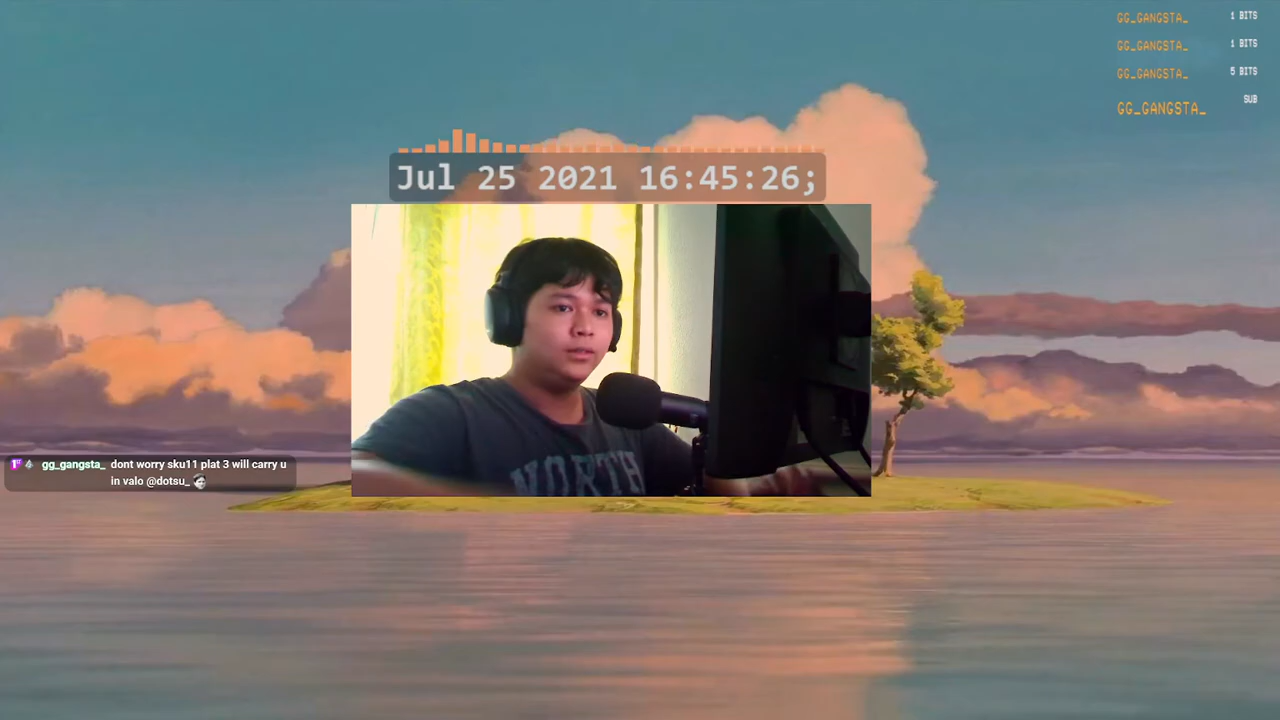 GG_GANGSTA_ 1 BITS
GG_GANGSTA_ 1 BITS
GG_GANGSTA_ 5 BITS
GG_GANGSTA_ SUB
Jul 25 2021 16:45:26;
NORTH
gg_gangsta_ dont worry sku11 plat 3 will carry u
in valo @dotsu_